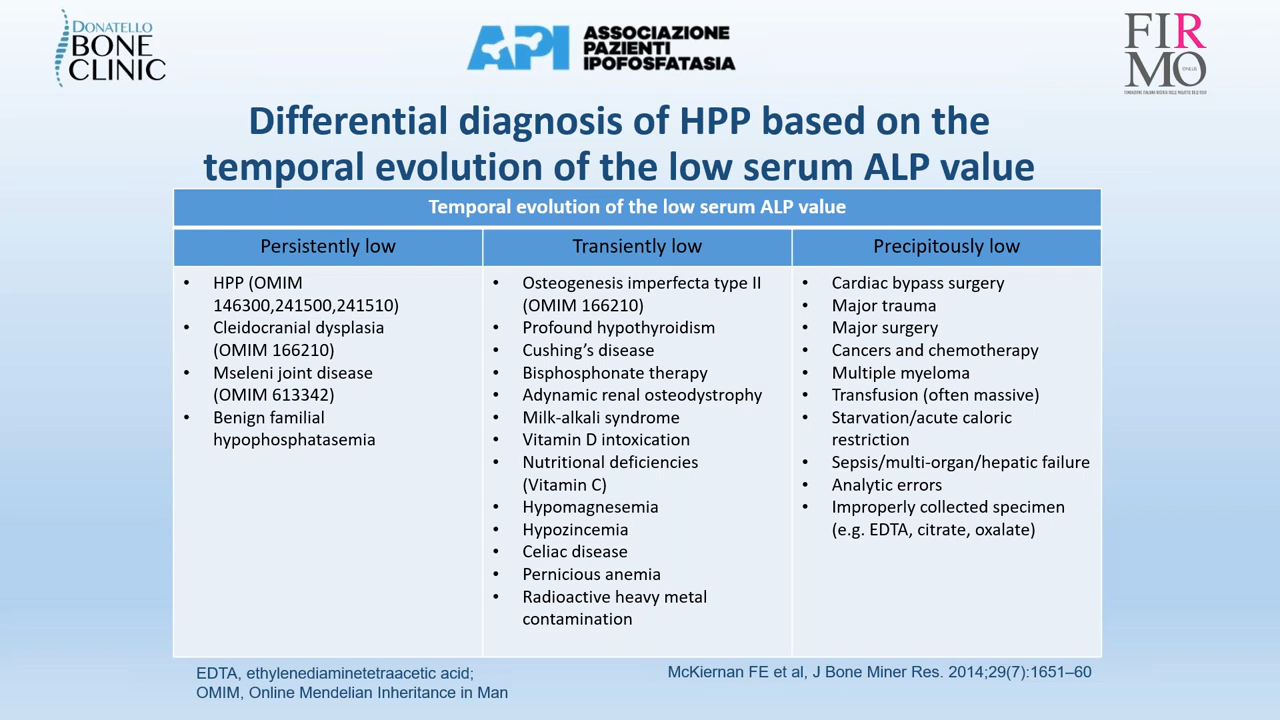 DONATELLO
BONE
CLINIC
API
ASSOCIAZIONE
PAZIENTI
IPOFOSFATASIA
FIR
MO
ONLUS
Differential diagnosis of HPP based on the
temporal evolution of the low serum ALP value
Temporal evolution of the low serum ALP value
Persistently low
Transiently low
Precipitously low
• HPP (OMIM
146300,241500,241510)
• Cleidocranial dysplasia
(OMIM 166210)
• Mseleni joint disease
(OMIM 613342)
• Benign familial
hypophosphatasemia
• Osteogenesis imperfecta type II
(OMIM 166210)
• Profound hypothyroidism
• Cushing’s disease
• Bisphosphonate therapy
• Adynamic renal osteodystrophy
• Milk-alkali syndrome
• Vitamin D intoxication
• Nutritional deficiencies
(Vitamin C)
• Hypomagnesemia
• Hypozincemia
• Celiac disease
• Pernicious anemia
• Radioactive heavy metal
contamination
• Cardiac bypass surgery
• Major trauma
• Major surgery
• Cancers and chemotherapy
• Multiple myeloma
• Transfusion (often massive)
• Starvation/acute caloric
restriction
• Sepsis/multi-organ/hepatic failure
• Analytic errors
• Improperly collected specimen
(e.g. EDTA, citrate, oxalate)
EDTA, ethylenediaminetetraacetic acid;
OMIM, Online Mendelian Inheritance in Man
McKiernan FE et al, J Bone Miner Res. 2014;29(7):1651–60